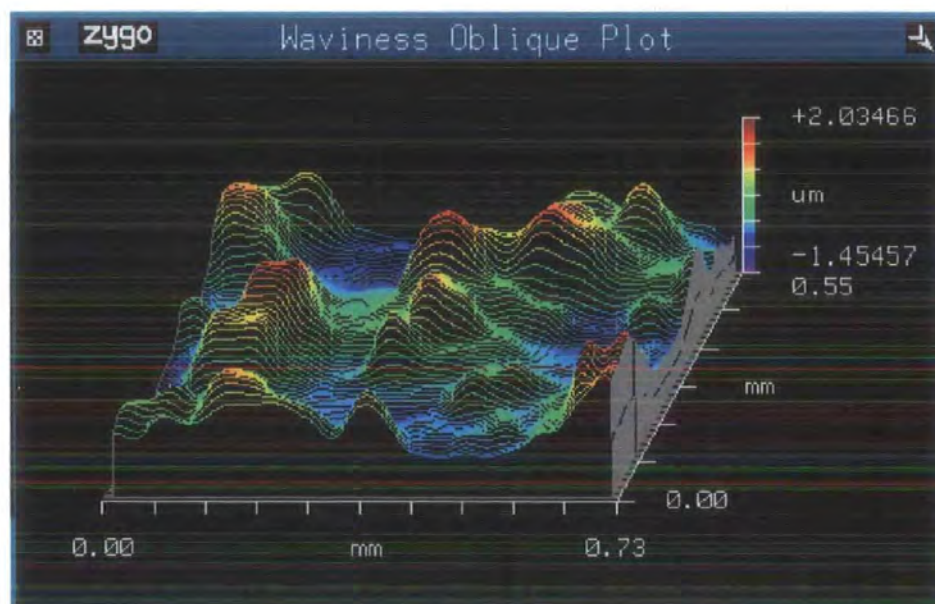 zygo Waviness Oblique Plot
+2.03466
um
-1.45457
0.55
mm
0.00
0.00 mm 0.73